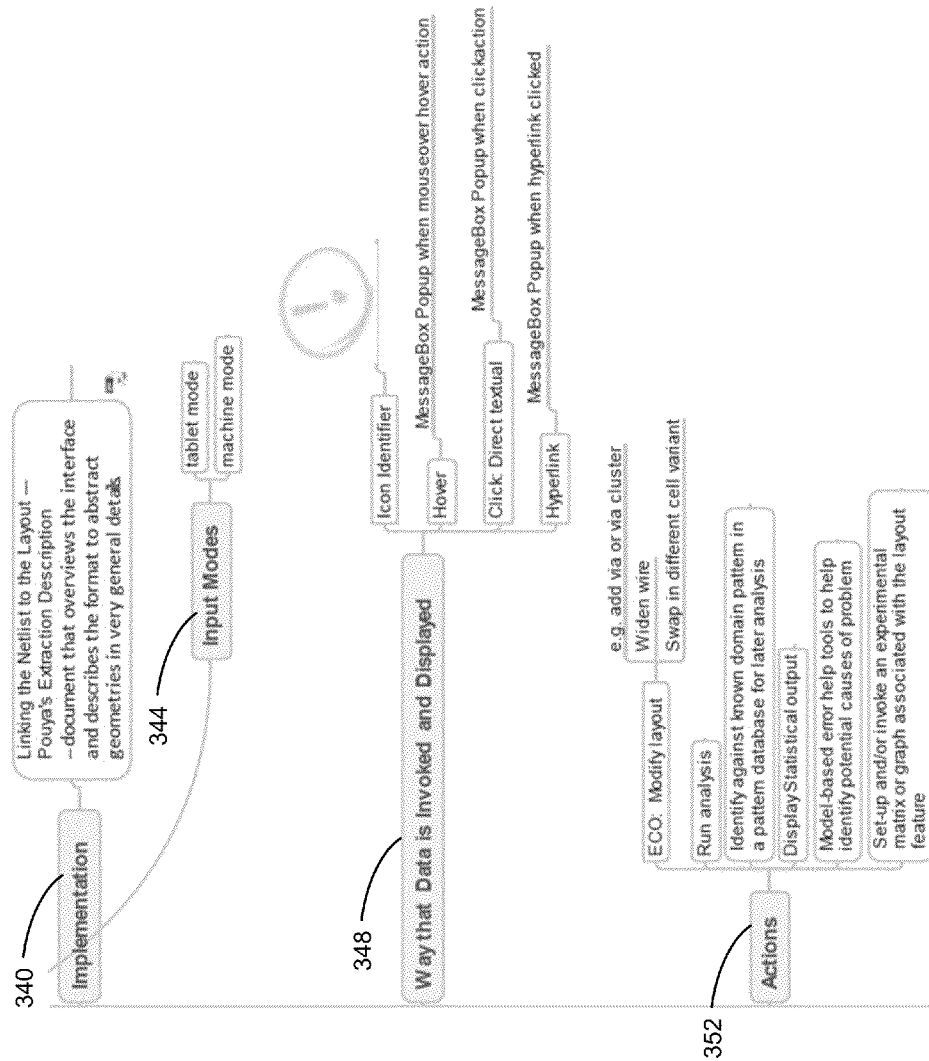 340
Implementation
Linking the Netlist to the Layout —
Pouya's Extraction Description
–document that overviews the interface
and describes the format to abstract
geometries in very general details
344
Input Modes
tablet mode
machine mode
348
Way that Data is Invoked and Displayed
Icon Identifier
!
Hover
MessageBox Popup when mouseover hover action
Click: Direct textual
MessageBox Popup when clickaction
Hyperlink
MessageBox Popup when hyperlink clicked
352
Actions
ECO: Modify layout
e.g. add via or via cluster
Widen wire
Swap in different cell variant
Run analysis
Identify against known domain pattern in
a pattem database for later analysis
Display Statistical output
Model-based error help tools to help
identify potential causes of problem
Set-up and/or invoke an experimental
matrix or graph associated with the layout
feature